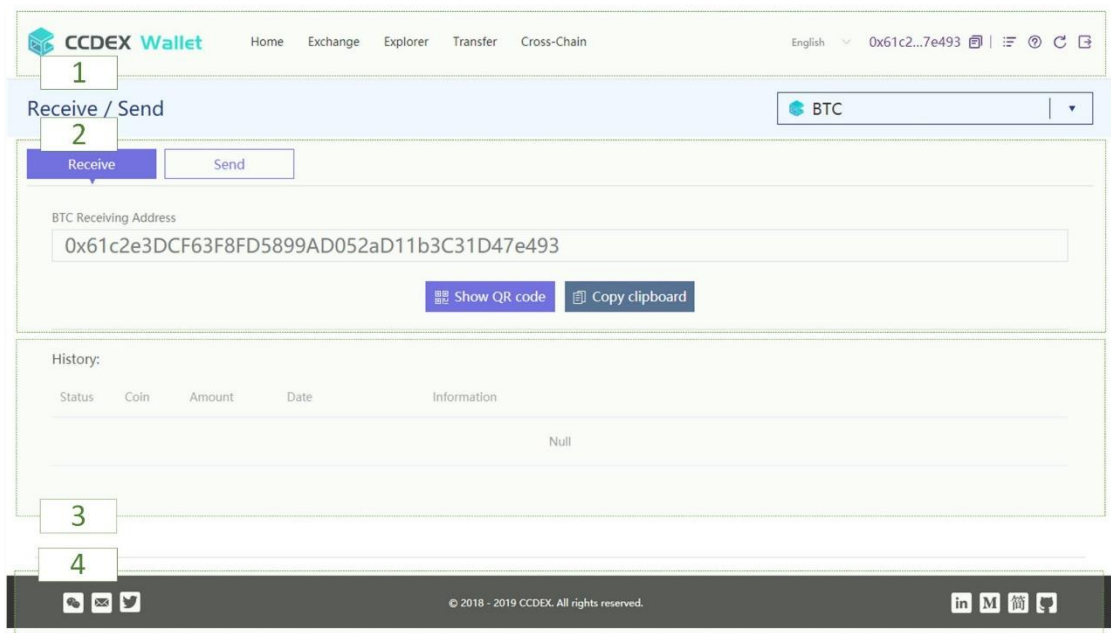 CCDEX Wallet Home Exchange Explorer Transfer Cross-Chain English 0x61c2...7e493
1
Receive / Send BTC
2
Receive Send
BTC Receiving Address
0x61c2e3DCF63F8FD5899AD052aD11b3C31D47e493
Show QR code Copy clipboard
History:
Status Coin Amount Date Information
Null
3
4
© 2018 - 2019 CCDEX. All rights reserved. in M 简